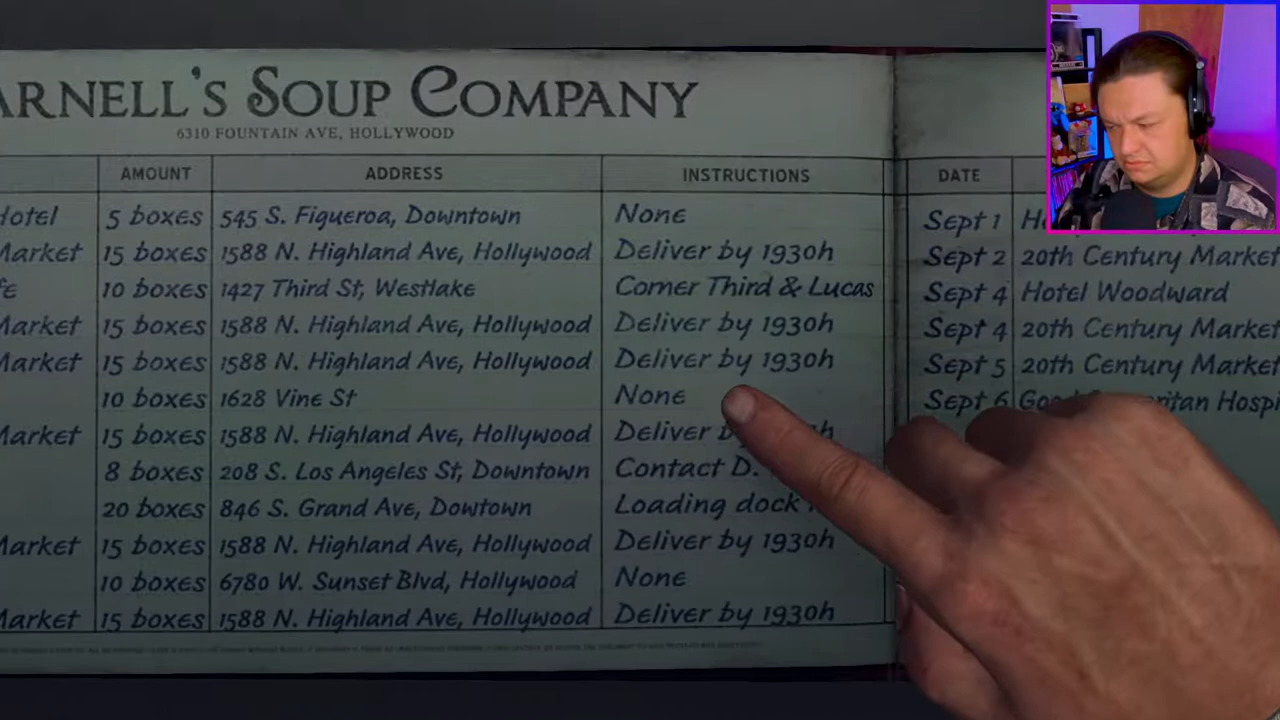 ARNELL'S SOUP COMPANY
6310 FOUNTAIN AVE, HOLLYWOOD
AMOUNT ADDRESS INSTRUCTIONS DATE
Hotel 5 boxes 545 S. Figueroa, Downtown None Sept 1
Market 15 boxes 1588 N. Highland Ave, Hollywood Deliver by 1930h Sept 2 20th Century Market
10 boxes 1427 Third St, Westlake Corner Third & Lucas Sept 4 Hotel Woodward
Market 15 boxes 1588 N. Highland Ave, Hollywood Deliver by 1930h Sept 4 20th Century Market
Market 15 boxes 1588 N. Highland Ave, Hollywood Deliver by 1930h Sept 5 20th Century Market
10 boxes 1628 Vine St None Sept 6
Market 15 boxes 1588 N. Highland Ave, Hollywood Deliver
8 boxes 208 S. Los Angeles St, Downtown Contact D.
20 boxes 846 S. Grand Ave, Dowtown Loading dock
Market 15 boxes 1588 N. Highland Ave, Hollywood Deliver by 1930h
10 boxes 6780 W. Sunset Blvd, Hollywood None
Market 15 boxes 1588 N. Highland Ave, Hollywood Deliver by 1930h